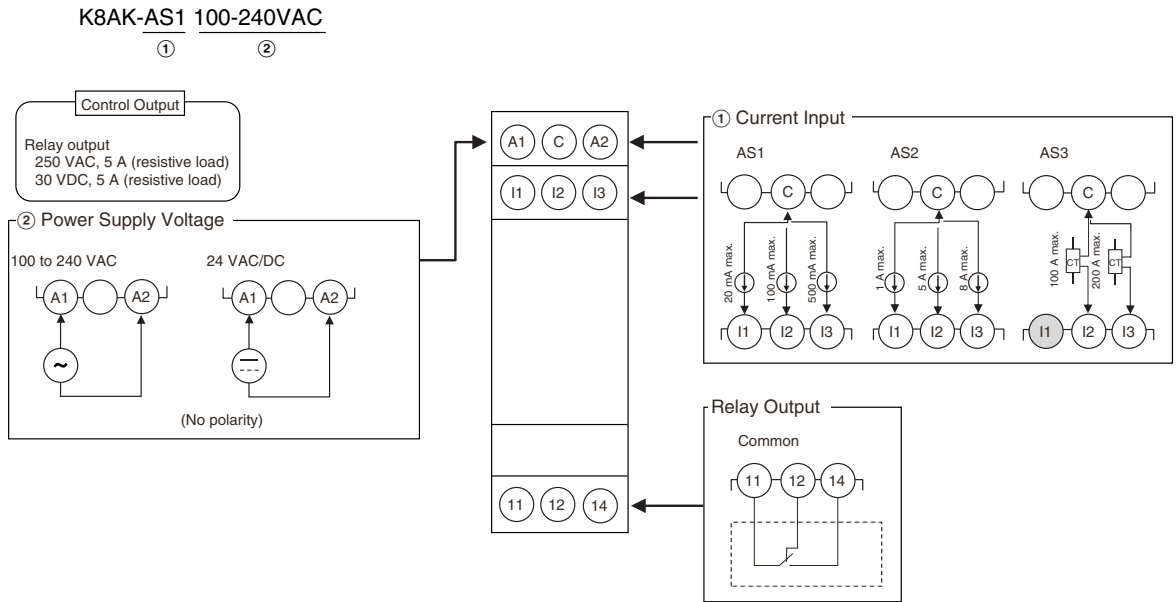 K8AK-AS1 100-240VAC
① ②
Control Output
Relay output
250 VAC, 5 A (resistive load)
30 VDC, 5 A (resistive load)
② Power Supply Voltage
100 to 240 VAC
24 VAC/DC
A1 A2
A1 A2
~
(No polarity)
A1 C A2
I1 I2 I3
11 12 14
① Current Input
AS1 AS2 AS3
C C C
20 mA max.
100 mA max.
500 mA max.
1 A max.
5 A max.
8 A max.
100 A max.
CT
200 A max.
CT
I1 I2 I3
I1 I2 I3
I1 I2 I3
Relay Output
Common
11 12 14